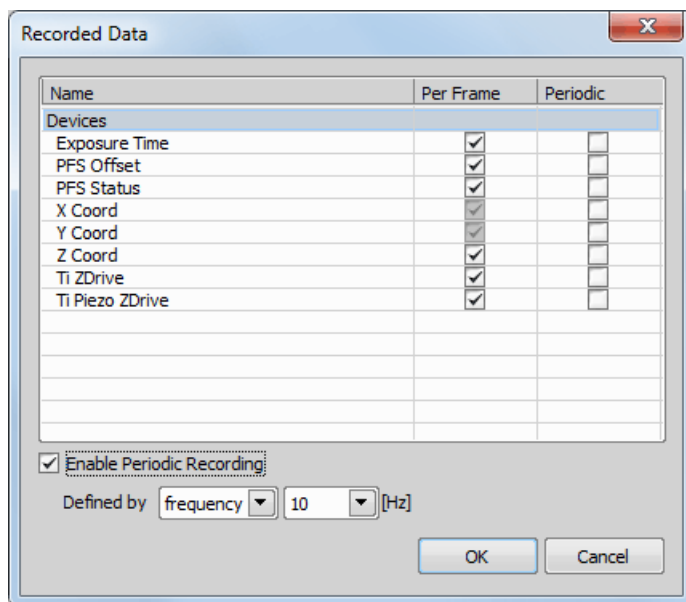 Recorded Data
Name Per Frame Periodic
Devices
Exposure Time
PFS Offset
PFS Status
X Coord
Y Coord
Z Coord
Ti ZDrive
Ti Piezo ZDrive
Enable Periodic Recording
Defined by frequency 10 [Hz]
OK Cancel